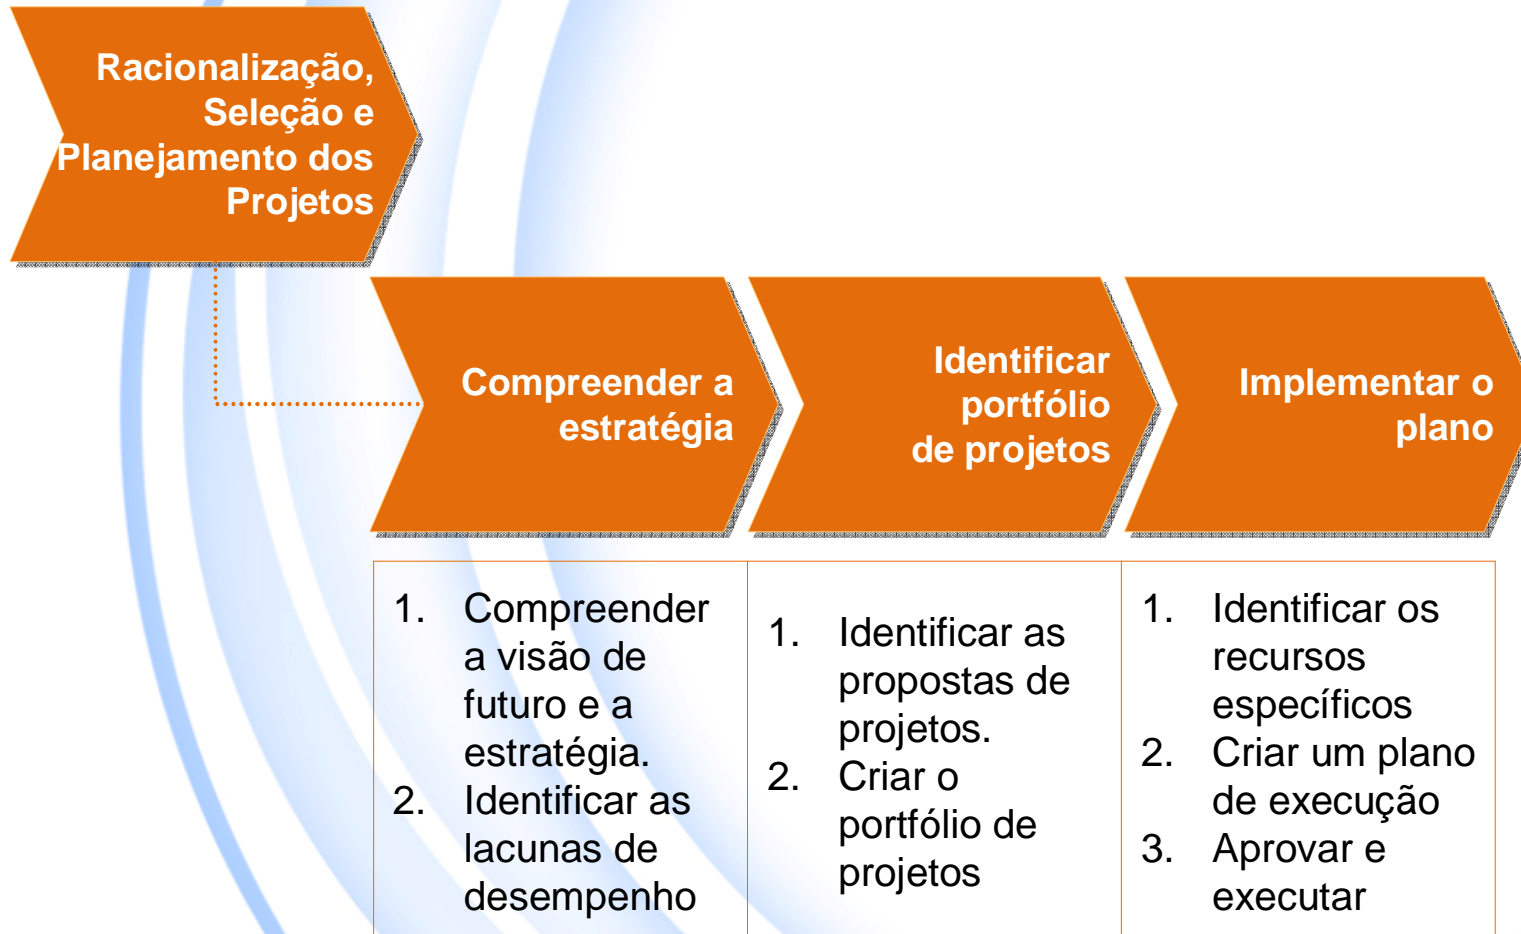 Racionalização,
Seleção e
Planejamento dos
Projetos
Compreender a
estratégia
Identificar
portfólio
de projetos
Implementar o
plano
1. Compreender
a visão de
futuro e a
estratégia.
2. Identificar as
lacunas de
desempenho
1. Identificar as
propostas de
projetos.
2. Criar o
portfólio de
projetos
1. Identificar os
recursos
específicos
2. Criar um plano
de execução
3. Aprovar e
executar